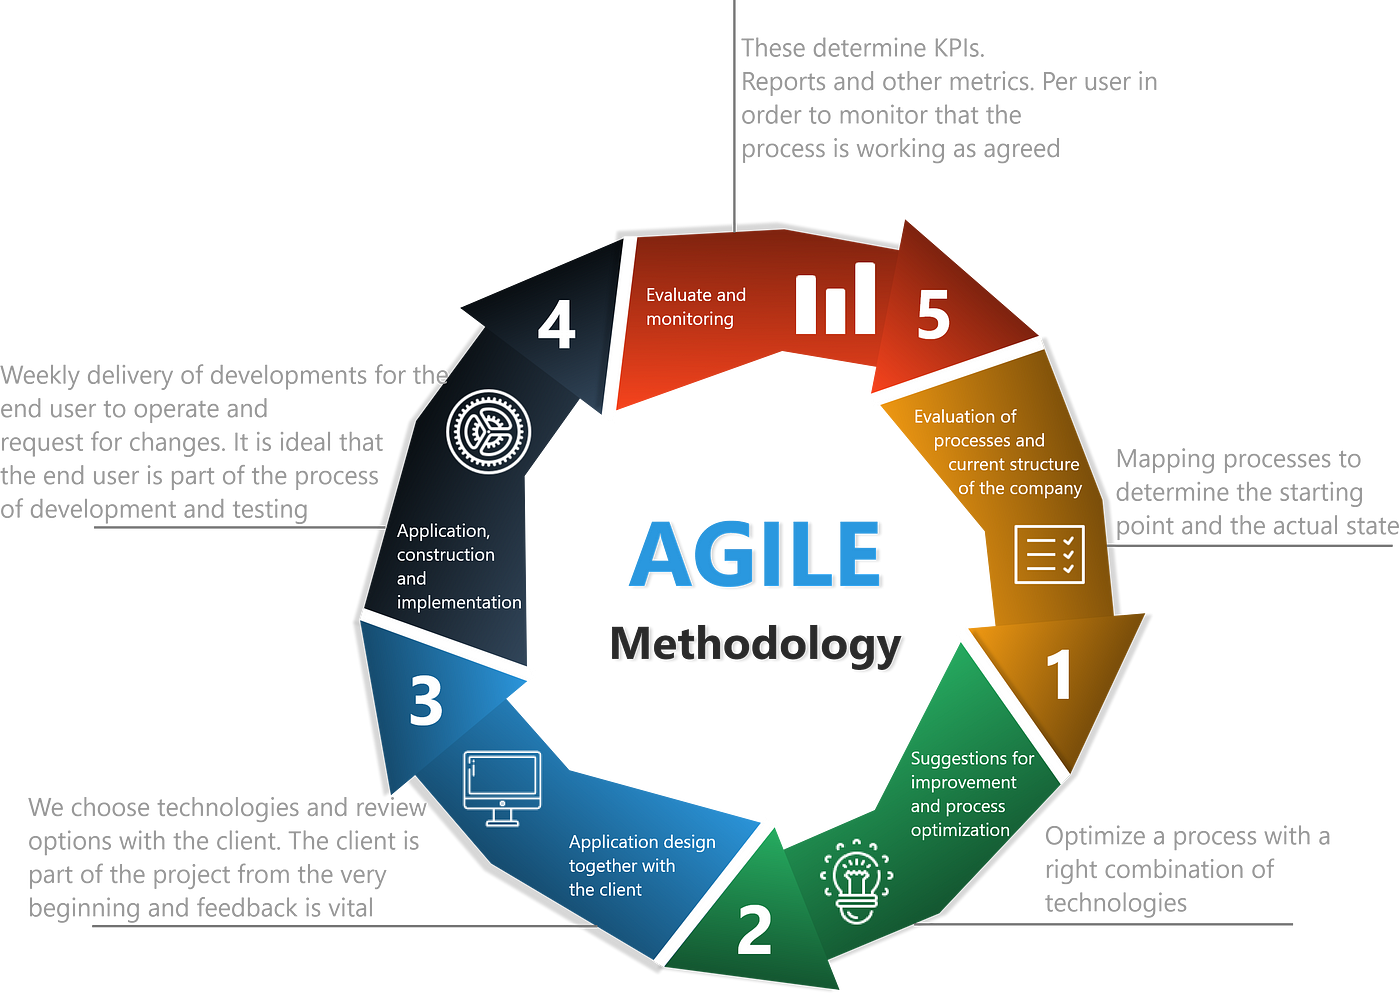 These determine KPIs.
Reports and other metrics. Per user in
order to monitor that the
process is working as agreed
Evaluate and
monitoring
5
4
Weekly delivery of developments for the
end user to operate and
request for changes. It is ideal that
the end user is part of the process
of development and testing
Application,
construction
and
implementation
Evaluation of
processes and
current structure
of the company
Mapping processes to
determine the starting
point and the actual state
AGILE
Methodology
1
3
Suggestions for
improvement
and process
optimization
Optimize a process with a
right combination of
technologies
We choose technologies and review
options with the client. The client is
part of the project from the very
beginning and feedback is vital
Application design
together with
the client
2